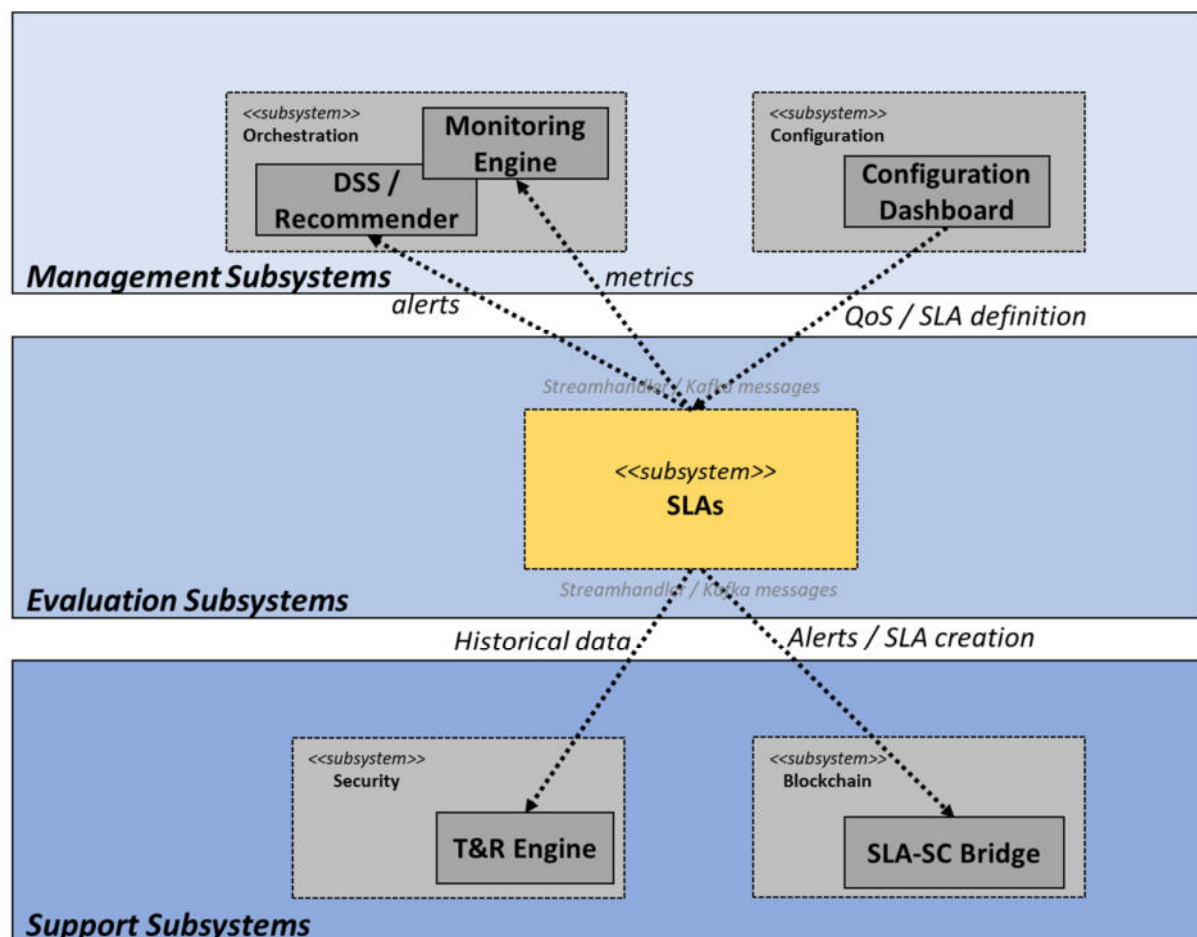 <<subsystem>>
Orchestration
Monitoring
Engine
DSS /
Recommender
<<subsystem>>
Configuration
Configuration
Dashboard
Management Subsystems
alerts
metrics
QoS / SLA definition
Streamhandler / Kafka messages
<<subsystem>>
SLAs
Streamhandler / Kafka messages
Evaluation Subsystems
Historical data
Alerts / SLA creation
<<subsystem>>
Security
T&R Engine
<<subsystem>>
Blockchain
SLA-SC Bridge
Support Subsystems